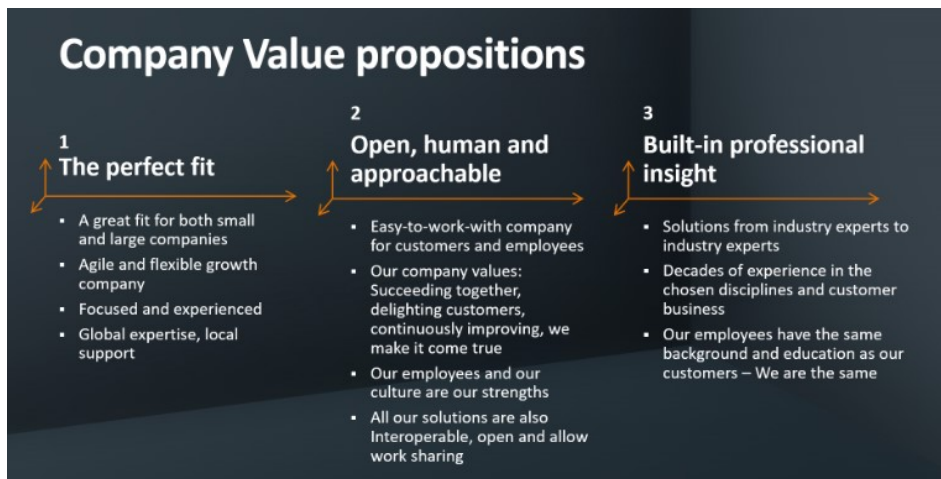 Company Value propositions
1
The perfect fit
▪ A great fit for both small
and large companies
▪ Agile and flexible growth
company
▪ Focused and experienced
▪ Global expertise, local
support
2
Open, human and
approachable
▪ Easy-to-work-with company
for customers and employees
▪ Our company values:
Succeeding together,
delighting customers,
continuously improving, we
make it come true
▪ Our employees and our
culture are our strengths
▪ All our solutions are also
Interoperable, open and allow
work sharing
3
Built-in professional
insight
▪ Solutions from industry experts to
industry experts
▪ Decades of experience in the
chosen disciplines and customer
business
▪ Our employees have the same
background and education as our
customers – We are the same